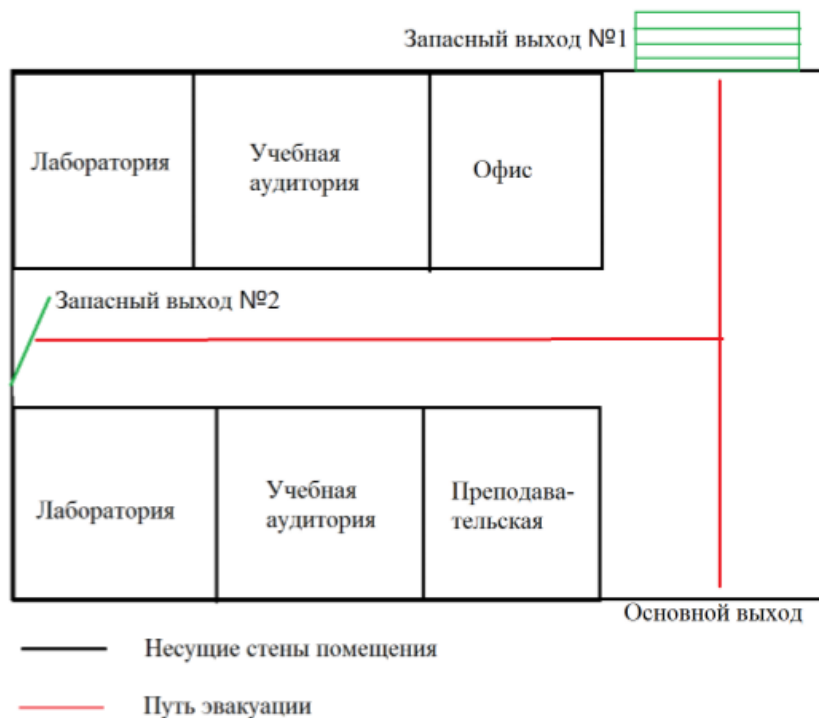 Запасный выход №1
Лаборатория
Учебная
аудитория
Офис
Запасный выход №2
Лаборатория
Учебная
аудитория
Преподава-
тельская
Основной выход
Несущие стены помещения
Путь эвакуации